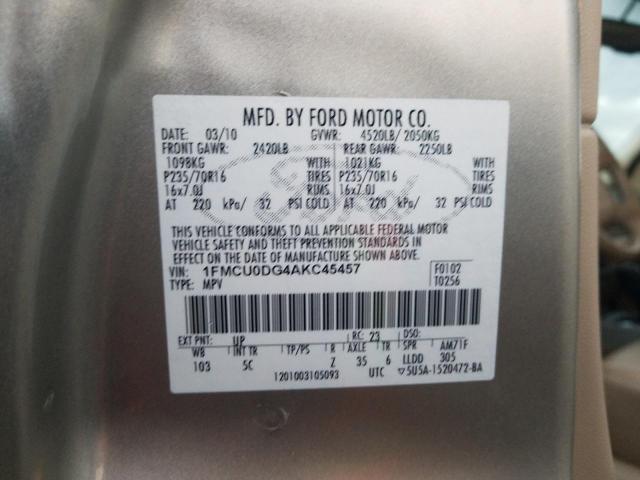 MFD. BY FORD MOTOR CO.
DATE: 03/10 GVWR: 4520LB/ 2050KG
FRONT GAWR: 2420LB REAR GAWR: 2250LB
1098KG WITH 1021KG WITH
P235/70R16 TIRES P235/70R16 TIRES
16x7.0J RIMS 16x7.0J RIMS
AT 220 kPa/ 32 PSI COLD AT 220 kPa/ 32 PSI COLD
THIS VEHICLE CONFORMS TO ALL APPLICABLE FEDERAL MOTOR
VEHICLE SAFETY AND THEFT PREVENTION STANDARDS IN
EFFECT ON THE DATE OF MANUFACTURE SHOWN ABOVE.
VIN: 1FMCU0DG4AKC45457 F0102
TYPE: MPV T0256
EXT PNT: UP RC: 23 DSO:
WB INT TR TP/PS R AXLE TR SPR AM71F
103 5C Z 35 6 LLDD 305
1201003105093 UTC ▽5U5A-1520472-BA
Ford